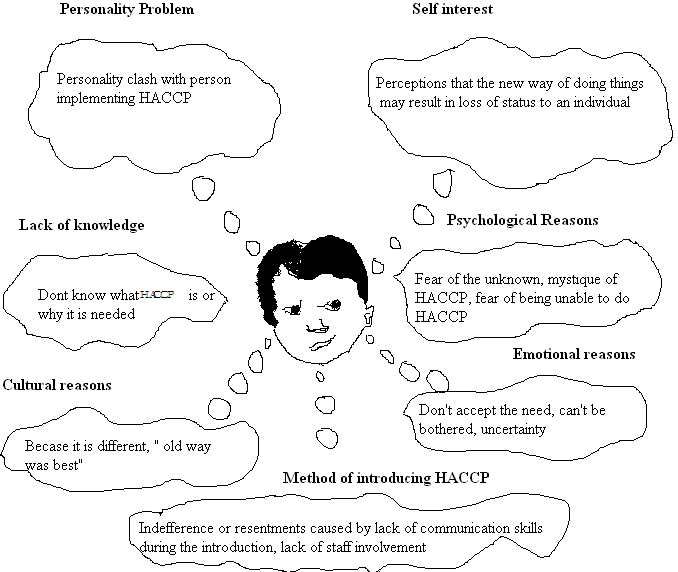 Personality Problem
Personality clash with person
implementing HACCP
Self interest
Perceptions that the new way of doing things
may result in loss of status to an individual
Lack of knowledge
Dont know what HACCP is or
why it is needed
Psychological Reasons
Fear of the unknown, mystique of
HACCP, fear of being unable to do
HACCP
Cultural reasons
Becase it is different, " old way
was best"
Emotional reasons
Don't accept the need, can't be
bothered, uncertainty
Method of introducing HACCP
Indefference or resentments caused by lack of communication skills
during the introduction, lack of staff involvement